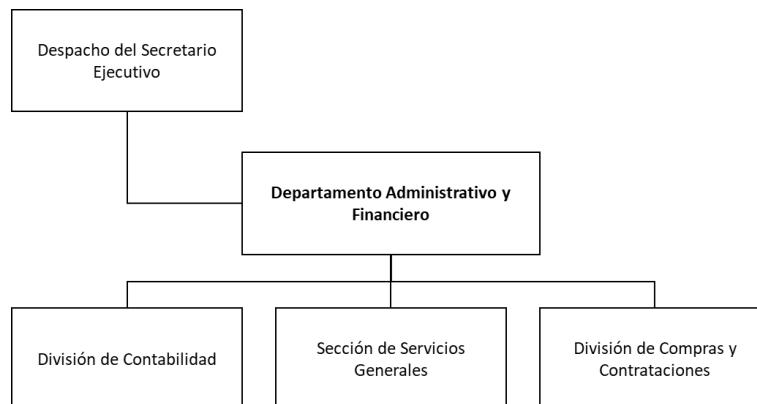 Despacho del Secretario
Ejecutivo
Departamento Administrativo y
Financiero
División de Contabilidad
Sección de Servicios
Generales
División de Compras y
Contrataciones